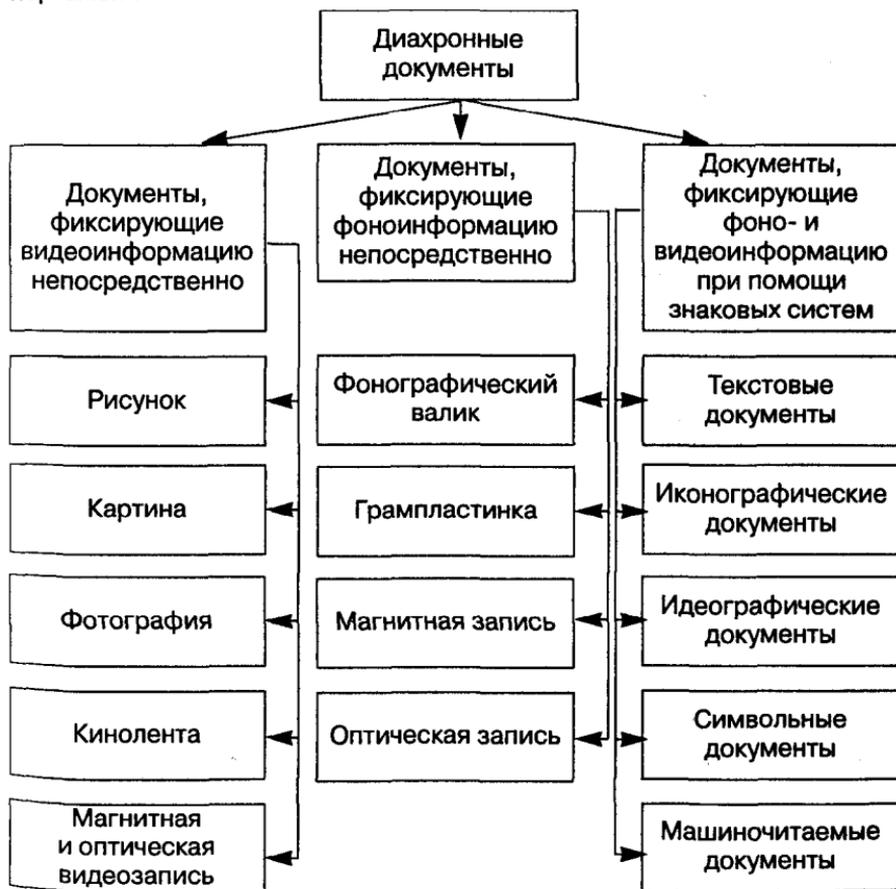 Диахронные
документы
Документы,
фиксирующие
видеоинформацию
непосредственно
Документы,
фиксирующие
фоноинформацию
непосредственно
Документы,
фиксирующие
фоно- и
видеоинформацию
при помощи
знаковых систем
Рисунок
Фонографический
валик
Текстовые
документы
Картина
Грампластинка
Иконографические
документы
Фотография
Магнитная запись
Идеографические
документы
Кинолента
Оптическая запись
Символьные
документы
Магнитная
и оптическая
видеозапись
Машиночитаемые
документы